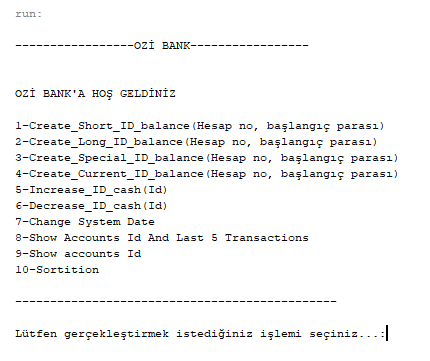 run:
-----------------OZİ BANK-----------------
OZİ BANK'A HOŞ GELDİNİZ
1-Create_Short_ID_balance(Hesap no, başlangıç parası)
2-Create_Long_ID_balance(Hesap no, başlangıç parası)
3-Create_Special_ID_balance(Hesap no, başlangıç parası)
4-Create_Current_ID_balance(Hesap no, başlangıç parası)
5-Increase_ID_cash(Id)
6-Decrease_ID_cash(Id)
7-Change System Date
8-Show Accounts Id And Last 5 Transactions
9-Show accounts Id
10-Sortition
----------------------------------------------
Lütfen gerçekleştirmek istediğiniz işlemi seçiniz...: